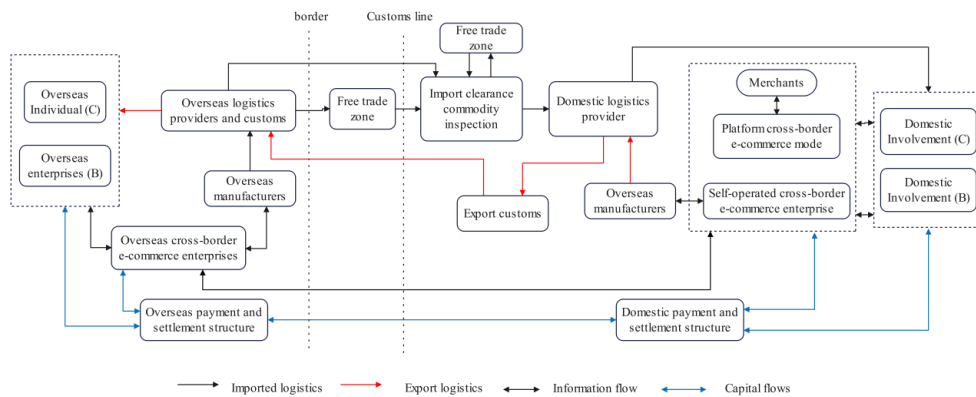 border
Customs line
Free trade
zone
Overseas
Individual (C)
Overseas
enterprises (B)
Overseas logistics
providers and customs
Free trade
zone
Import clearance
commodity
inspection
Domestic logistics
provider
Merchants
Platform cross-border
e-commerce mode
Domestic
Involvement (C)
Overseas
manufacturers
Export customs
Overseas
manufacturers
Self-operated cross-border
e-commerce enterprise
Domestic
Involvement (B)
Overseas cross-border
e-commerce enterprises
Overseas payment and
settlement structure
Domestic payment and
settlement structure
Imported logistics
Export logistics
Information flow
Capital flows